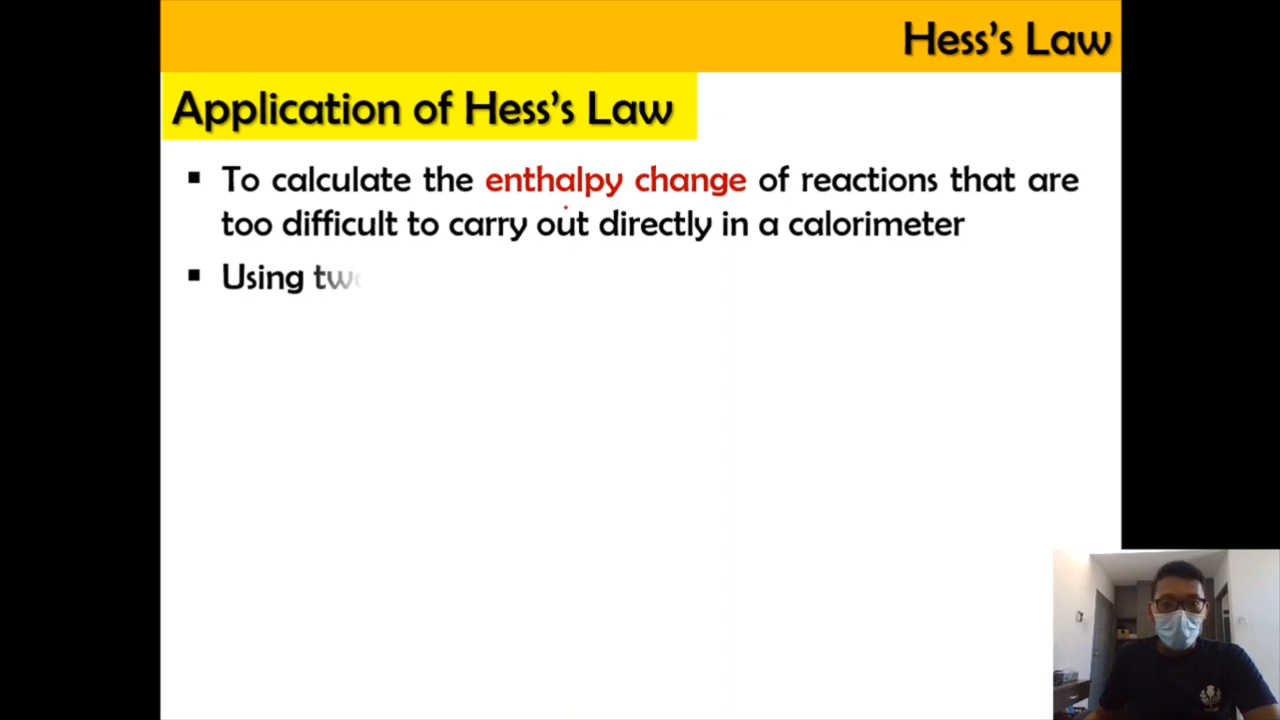 Hess's Law
Application of Hess's Law
▪ To calculate the enthalpy change of reactions that are
too difficult to carry out directly in a calorimeter
▪ Using